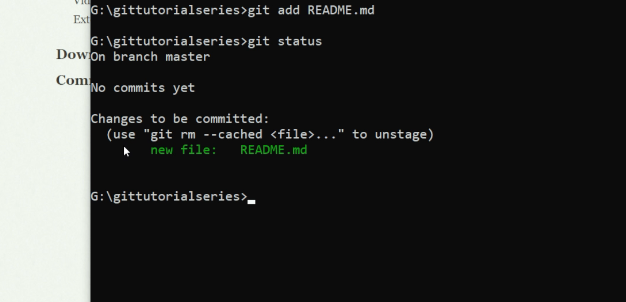 Ext
Dow
Com
G:\gittutorialseries>git add README.md
G:\gittutorialseries>git status
On branch master
No commits yet
Changes to be committed:
(use "git rm --cached <file>..." to unstage)
new file: README.md
G:\gittutorialseries>